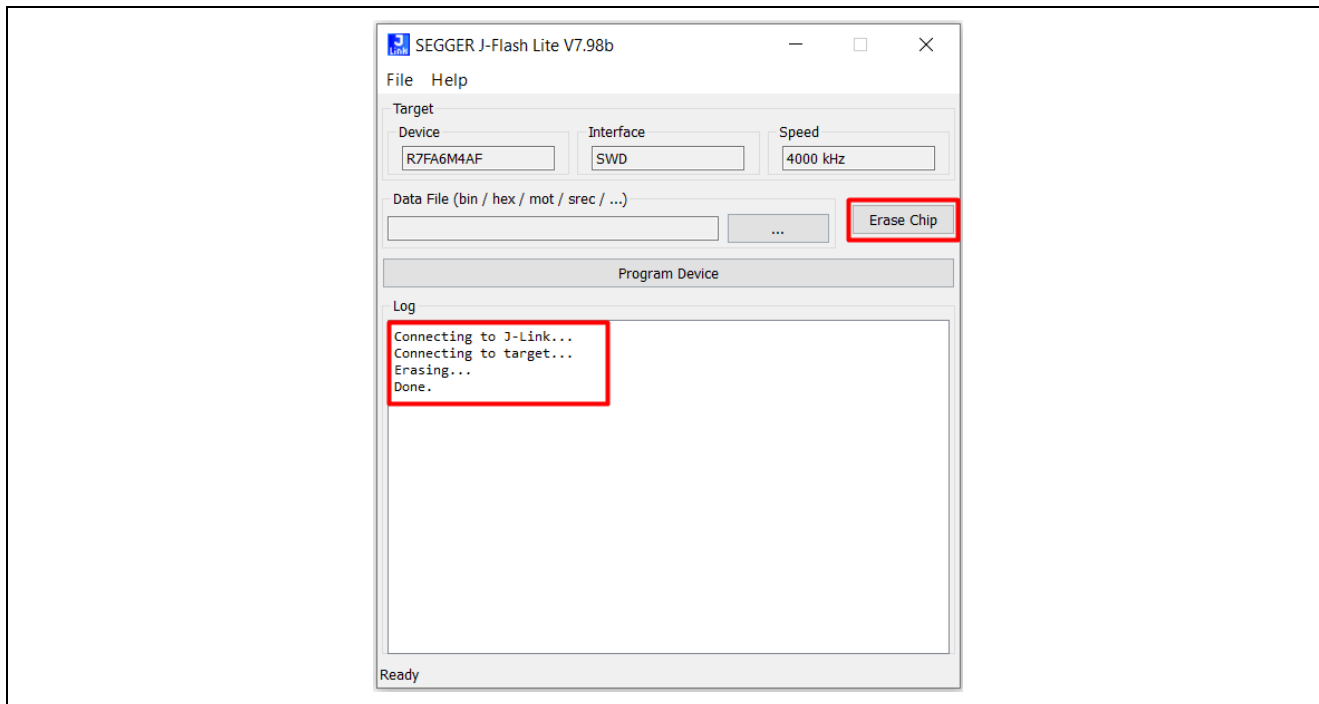 J
LinK
SEGGER J-Flash Lite V7.98b
File Help
Target
Device Interface Speed
R7FA6M4AF SWD 4000 kHz
Data File (bin / hex / mot / srec / ...)
... Erase Chip
Program Device
Log
Connecting to J-Link...
Connecting to target...
Erasing...
Done.
Ready